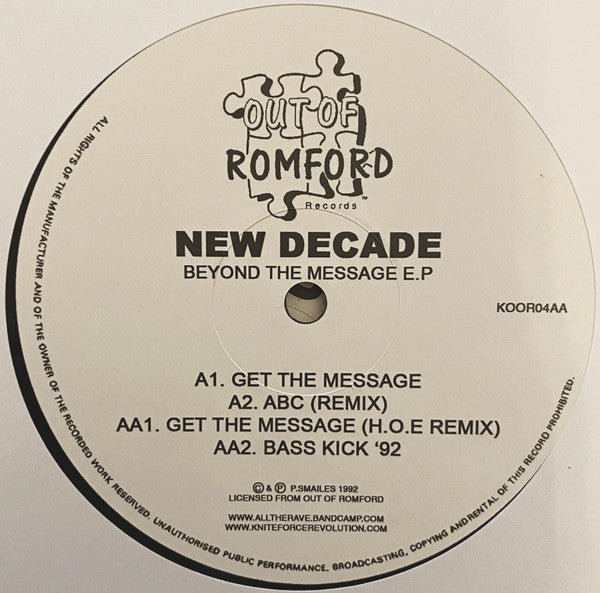 OUT OF
ROMFORD
™
Records
NEW DECADE
BEYOND THE MESSAGE E.P
KOOR04AA
A1. GET THE MESSAGE
A2. ABC (REMIX)
AA1. GET THE MESSAGE (H.O.E REMIX)
AA2. BASS KICK ‘92
© & ℗ P.SMAILES 1992
LICENSED FROM OUT OF ROMFORD
WWW.ALLTHERAVE.BANDCAMP.COM
WWW.KNITEFORCEREVOLUTION.COM
ALL RIGHTS OF THE MANUFACTURER AND OF THE OWNER OF THE RECORDED WORK RESERVED. UNAUTHORISED PUBLIC PERFORMANCE, BROADCASTING, COPYING AND RENTAL OF THIS RECORD PROHIBITED.